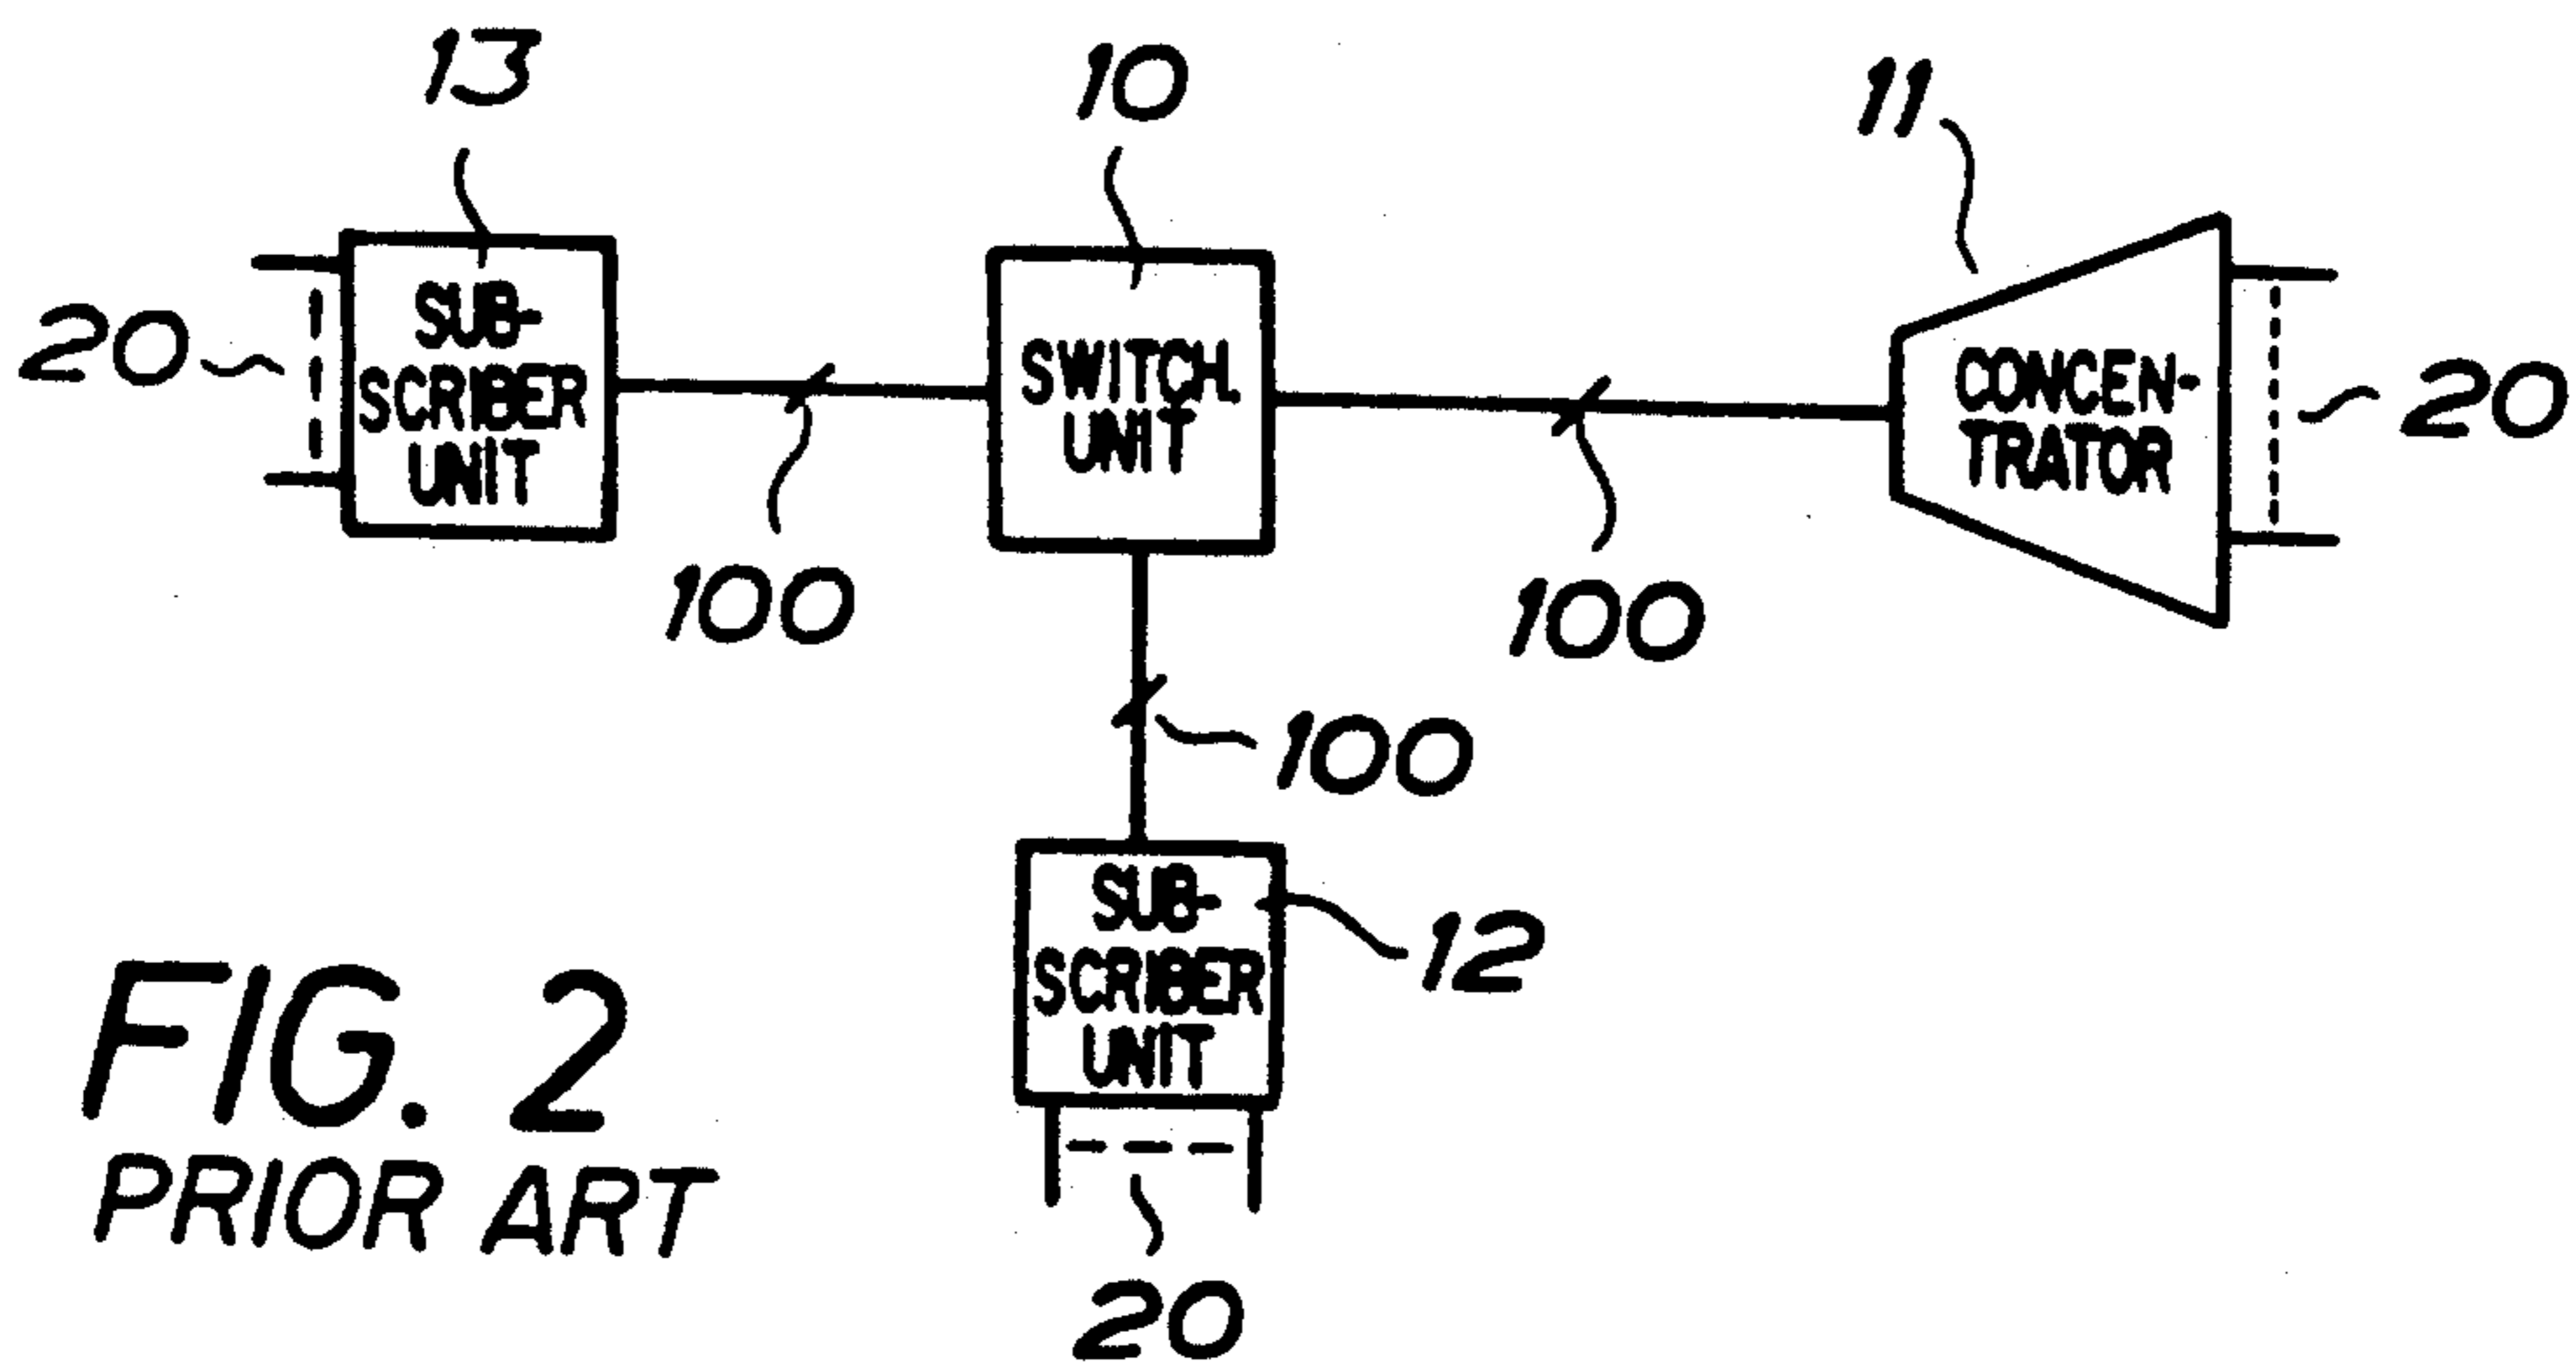 13
10
11
SUB-
SCRIBER
UNIT
20
SWITCH.
UNIT
CONCEN-
TRATOR
20
100
100
100
SUB-
SCRIBER
UNIT
12
20
FIG. 2
PRIOR ART